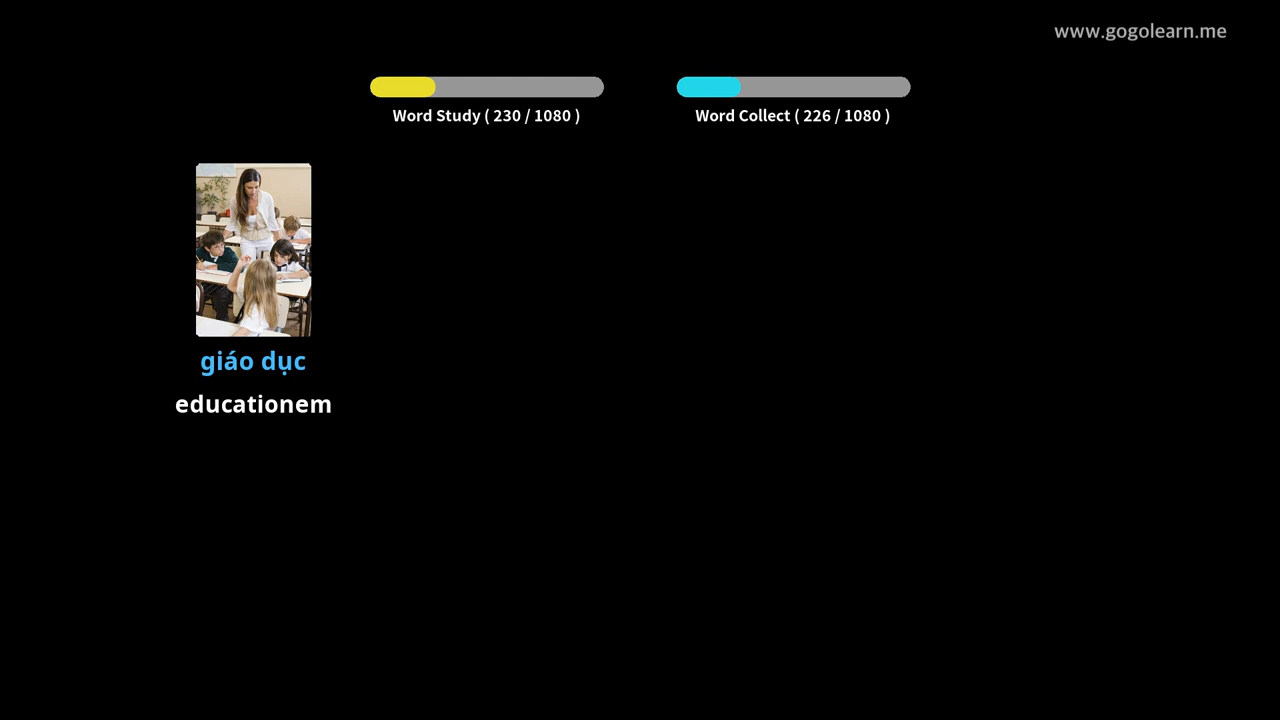 www.gogolearn.me
Word Study ( 230 / 1080 )
Word Collect ( 226 / 1080 )
giáo dục
educationem